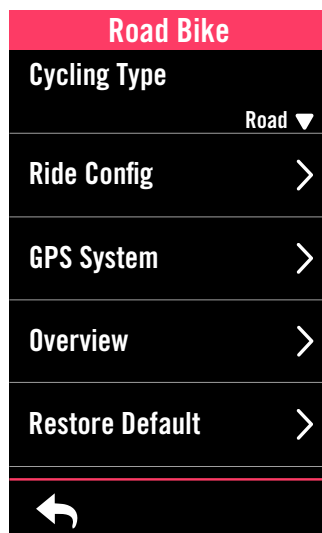 Road Bike
Cycling Type
Road
Ride Config
GPS System
Overview
Restore Default